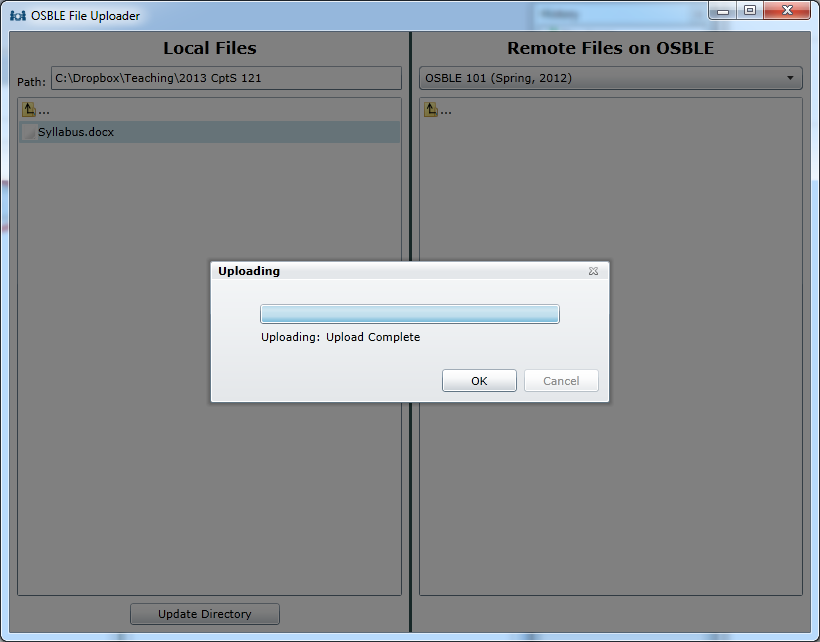 OSBLE File Uploader
Local Files
Path: C:\Dropbox\Teaching\2013 CptS 121
...
Syllabus.docx
Update Directory
Remote Files on OSBLE
OSBLE 101 (Spring, 2012)
...
Uploading
Uploading: Upload Complete
OK
Cancel